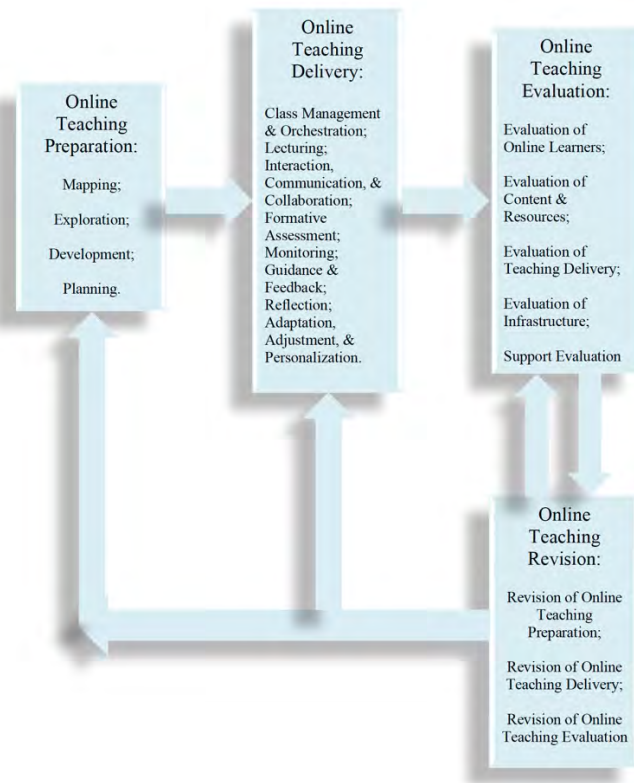 Online
Teaching
Preparation:
Mapping;
Exploration;
Development;
Planning.
Online
Teaching
Delivery:
Class Management
& Orchestration;
Lecturing;
Interaction,
Communication, &
Collaboration;
Formative
Assessment;
Monitoring;
Guidance &
Feedback;
Reflection;
Adaptation,
Adjustment, &
Personalization.
Online
Teaching
Evaluation:
Evaluation of
Online Learners;
Evaluation of
Content &
Resources;
Evaluation of
Teaching Delivery;
Evaluation of
Infrastructure;
Support Evaluation
Online
Teaching
Revision:
Revision of Online
Teaching
Preparation;
Revision of Online
Teaching Delivery;
Revision of Online
Teaching Evaluation